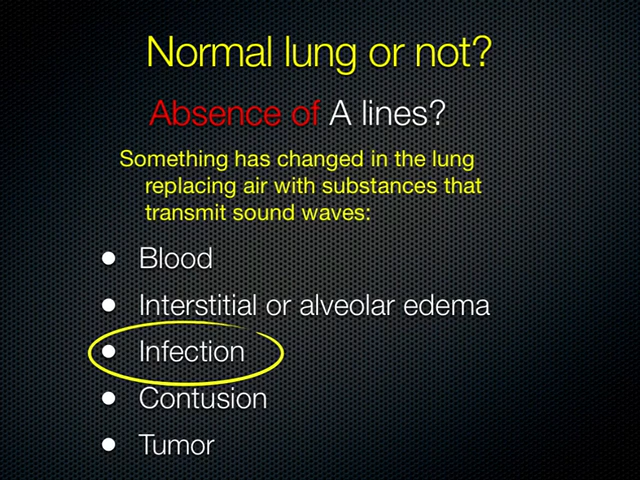 Normal lung or not?
Absence of A lines?
Something has changed in the lung
replacing air with substances that
transmit sound waves:
• Blood
• Interstitial or alveolar edema
• Infection
• Contusion
• Tumor